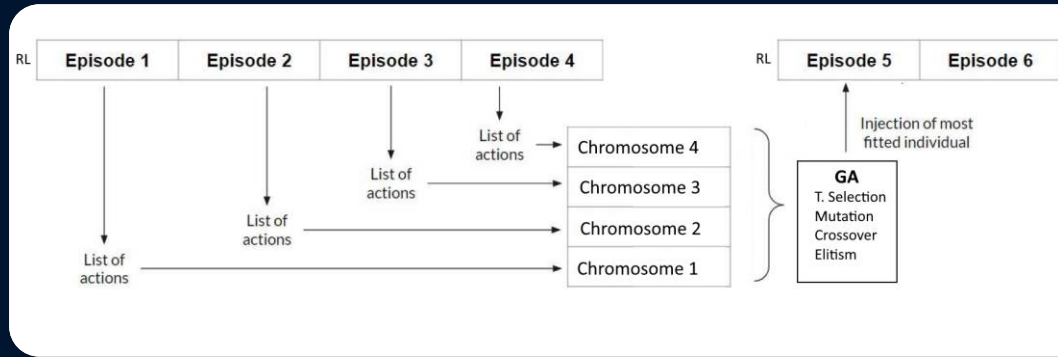 RL Episode 1 Episode 2 Episode 3 Episode 4 RL Episode 5 Episode 6
Injection of most
fitted individual
List of
actions
Chromosome 4
List of
actions
Chromosome 3
List of
actions
Chromosome 2
List of
actions
Chromosome 1
GA
T. Selection
Mutation
Crossover
Elitism